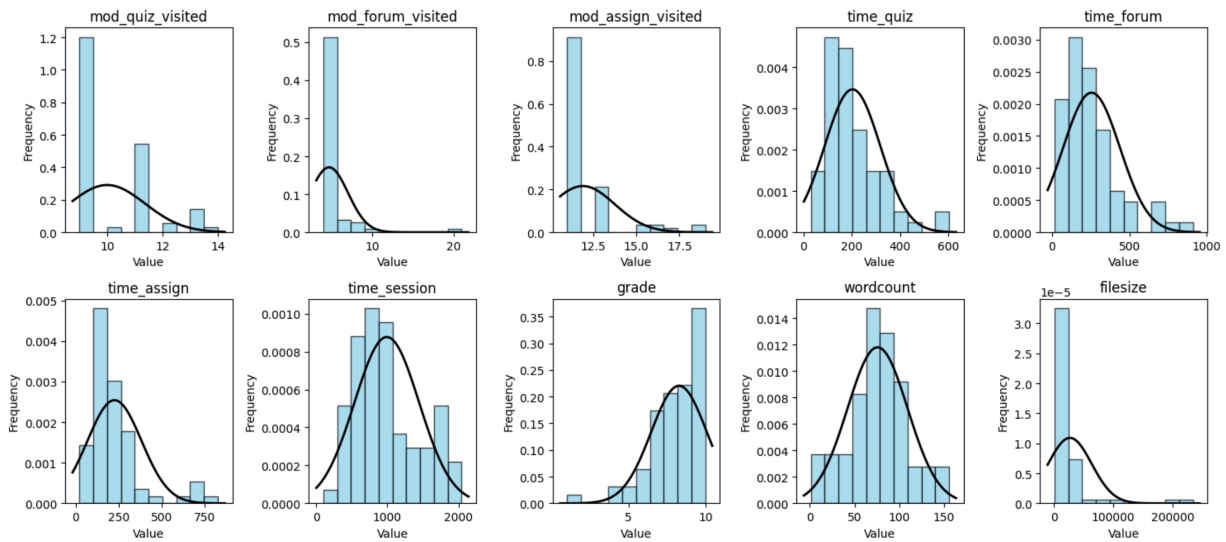 mod_quiz_visited
1.2
1.0
0.8
0.6
0.4
0.2
0.0
Frequency
10 12 14
Value
mod_forum_visited
0.5
0.4
0.3
0.2
0.1
0.0
Frequency
10 20
Value
mod_assign_visited
0.8
0.6
0.4
0.2
0.0
Frequency
12.5 15.0 17.5
Value
time_quiz
0.004
0.003
0.002
0.001
0.000
Frequency
0 200 400 600
Value
time_forum
0.0030
0.0025
0.0020
0.0015
0.0010
0.0005
0.0000
Frequency
0 500 1000
Value
time_assign
0.005
0.004
0.003
0.002
0.001
0.000
Frequency
0 250 500 750
Value
time_session
0.0010
0.0008
0.0006
0.0004
0.0002
0.0000
Frequency
0 1000 2000
Value
grade
0.35
0.30
0.25
0.20
0.15
0.10
0.05
0.00
Frequency
5 10
Value
wordcount
0.014
0.012
0.010
0.008
0.006
0.004
0.002
0.000
Frequency
0 50 100 150
Value
filesize
1e−5
3.0
2.5
2.0
1.5
1.0
0.5
0.0
Frequency
0 100000 200000
Value